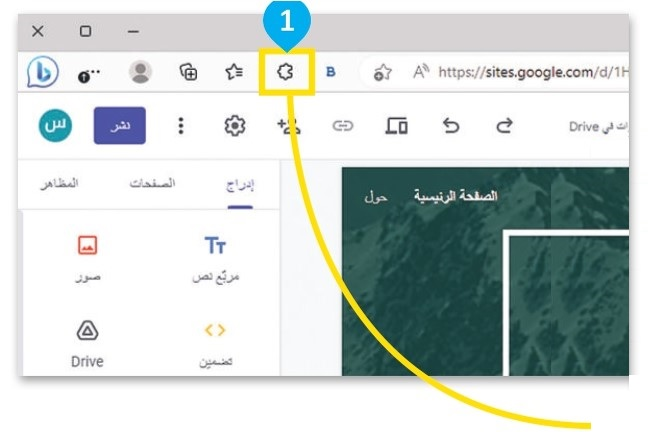 1
B
https://sites.google.com/d/1H
س
نشر
Drive ات في
إدراج
الصفحات
المظاهر
الصفحة الرئيسية
حول
مربّع نص
صور
تضمين
Drive